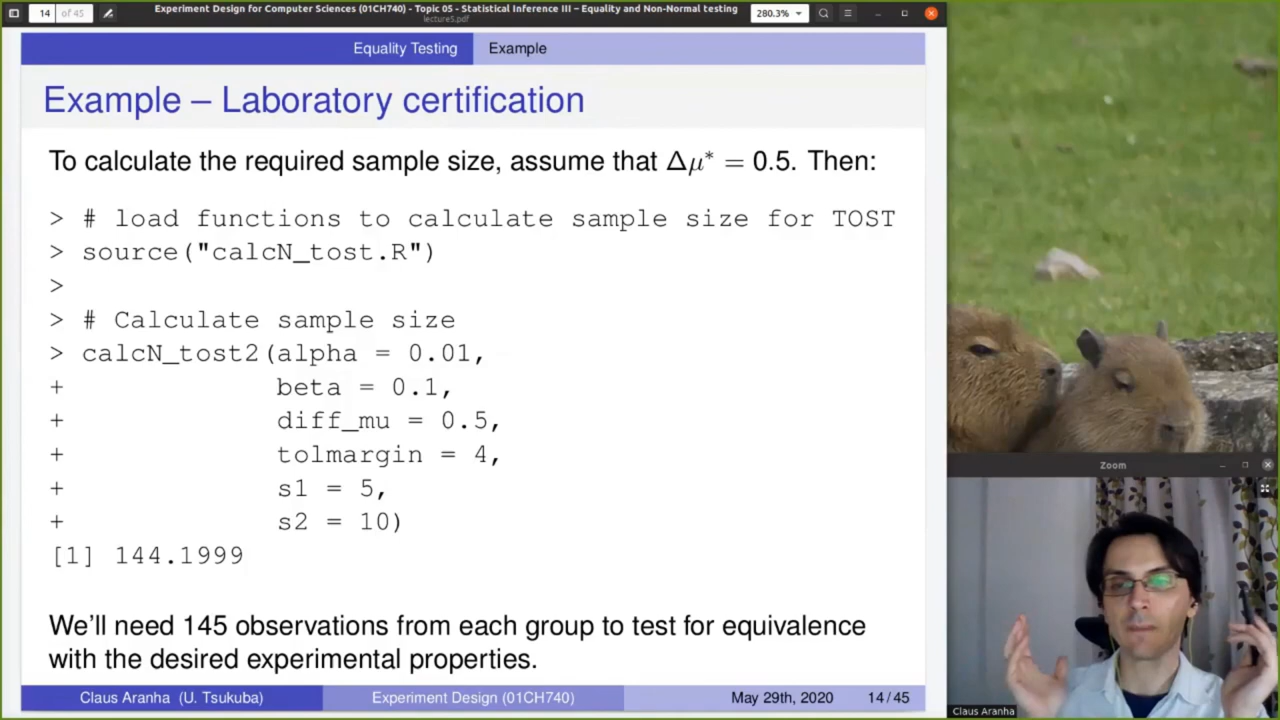 14 of 45
Experiment Design for Computer Sciences (01CH740) - Topic 05 - Statistical Inference III – Equality and Non-Normal testing
lecture5.pdf
280.3%
Equality Testing Example
Example – Laboratory certification
To calculate the required sample size, assume that Δμ* = 0.5. Then:
> # load functions to calculate sample size for TOST
> source("calcN_tost.R")
>
> # Calculate sample size
> calcN_tost2(alpha = 0.01,
+ beta = 0.1,
+ diff_mu = 0.5,
+ tolmargin = 4,
+ s1 = 5,
+ s2 = 10)
[1] 144.1999
We'll need 145 observations from each group to test for equivalence
with the desired experimental properties.
Claus Aranha (U. Tsukuba) Experiment Design (01CH740) May 29th, 2020 14 / 45
Zoom
Claus Aranha